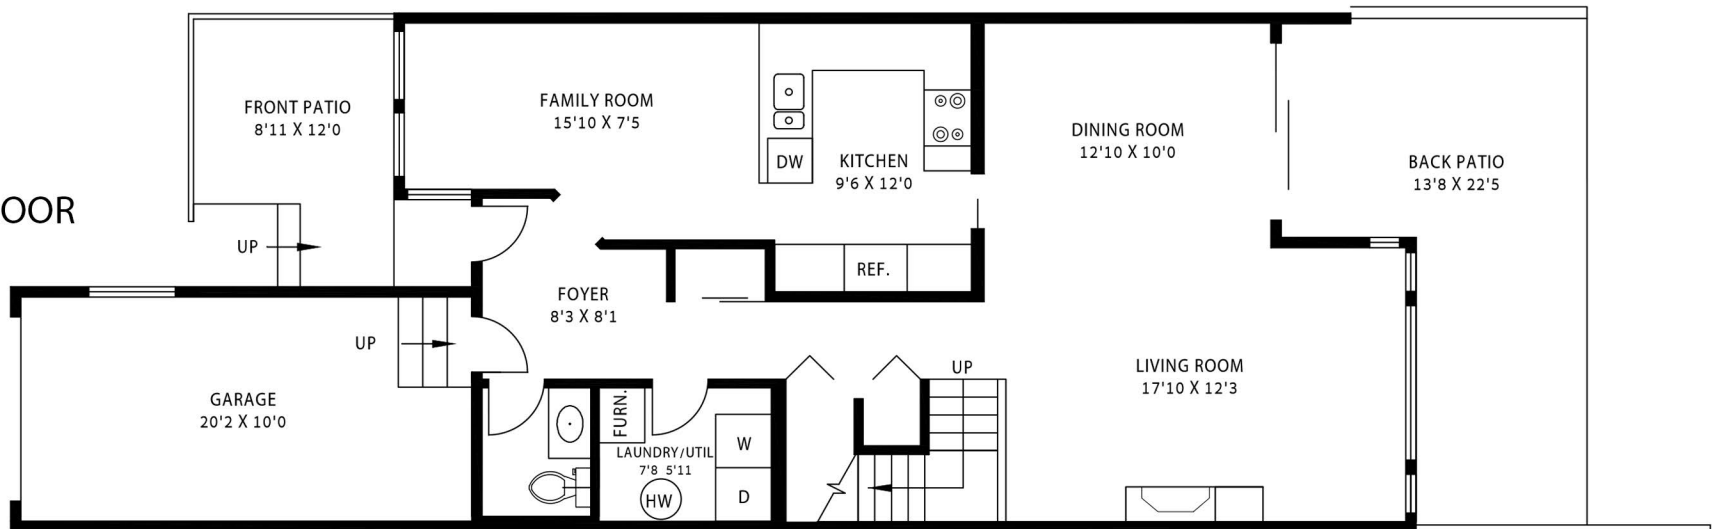 FRONT PATIO
8'11 X 12'0
FAMILY ROOM
15'10 X 7'5
DW
KITCHEN
9'6 X 12'0
DINING ROOM
12'10 X 10'0
BACK PATIO
13'8 X 22'5
OOR
UP
REF.
FOYER
8'3 X 8'1
UP
GARAGE
20'2 X 10'0
UP
LIVING ROOM
17'10 X 12'3
FURN.
LAUNDRY/UTIL
7'8 5'11
HW
W
D